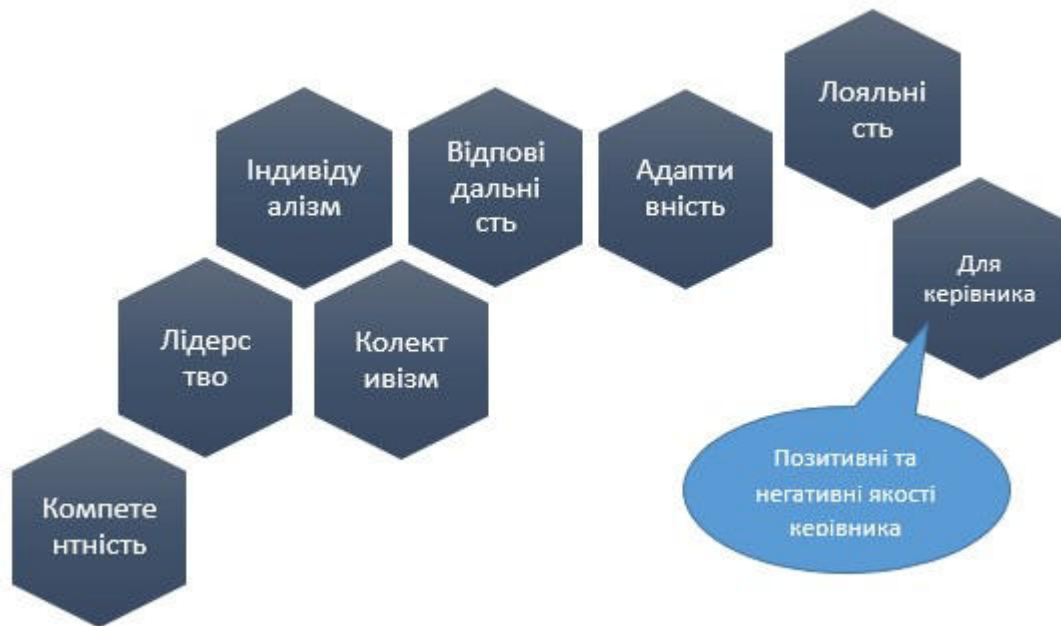 Лояльні
сть
Індивіду
алізм
Відпові
дальні
сть
Адапти
вність
Для
керівника
Лідерс
тво
Колект
ивізм
Позитивні та
негативні якості
керівника
Компете
нтність